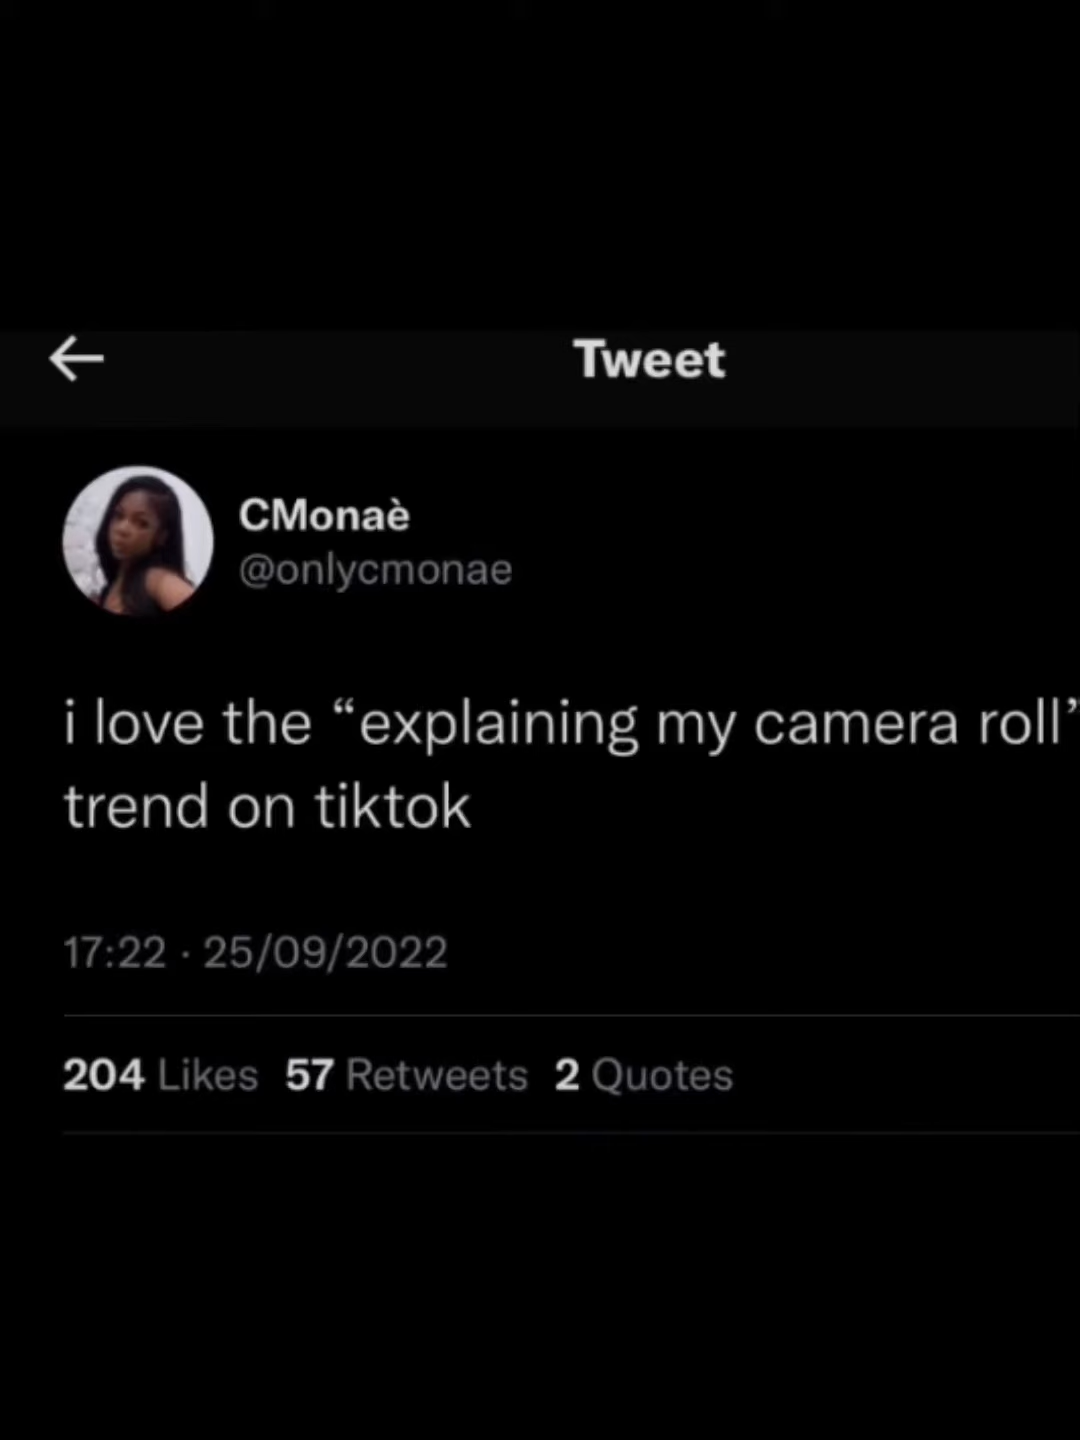 Tweet
CMonaè
@onlycmonae
i love the “explaining my camera roll”
trend on tiktok
17:22 · 25/09/2022
204 Likes 57 Retweets 2 Quotes